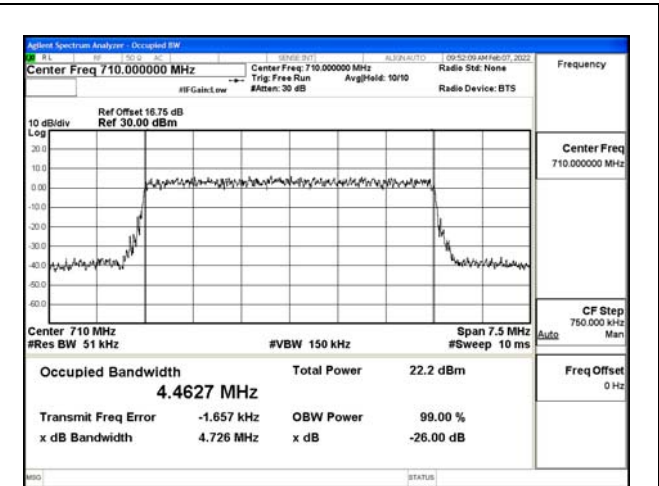 Agilent Spectrum Analyzer - Occupied BW
RL RF 50 Ω AC SENSE:INT ALIGN AUTO 09:52:09 AM Feb 07, 2022
Center Freq 710.000000 MHz
Center Freq: 710.000000 MHz Radio Std: None
Trig: Free Run Avg|Hold: 10/10
#IFGain:Low #Atten: 30 dB Radio Device: BTS
Frequency
Ref Offset 16.75 dB
10 dB/div Ref 30.00 dBm
Log
20.0
10.0
0.00
-10.0
-20.0
-30.0
-40.0
-50.0
-60.0
Center Freq
710.000000 MHz
CF Step
750.000 kHz
Auto Man
Freq Offset
0 Hz
Center 710 MHz Span 7.5 MHz
#Res BW 51 kHz #VBW 150 kHz #Sweep 10 ms
Occupied Bandwidth Total Power 22.2 dBm
4.4627 MHz
Transmit Freq Error -1.657 kHz OBW Power 99.00 %
x dB Bandwidth 4.726 MHz x dB -26.00 dB
MSG STATUS